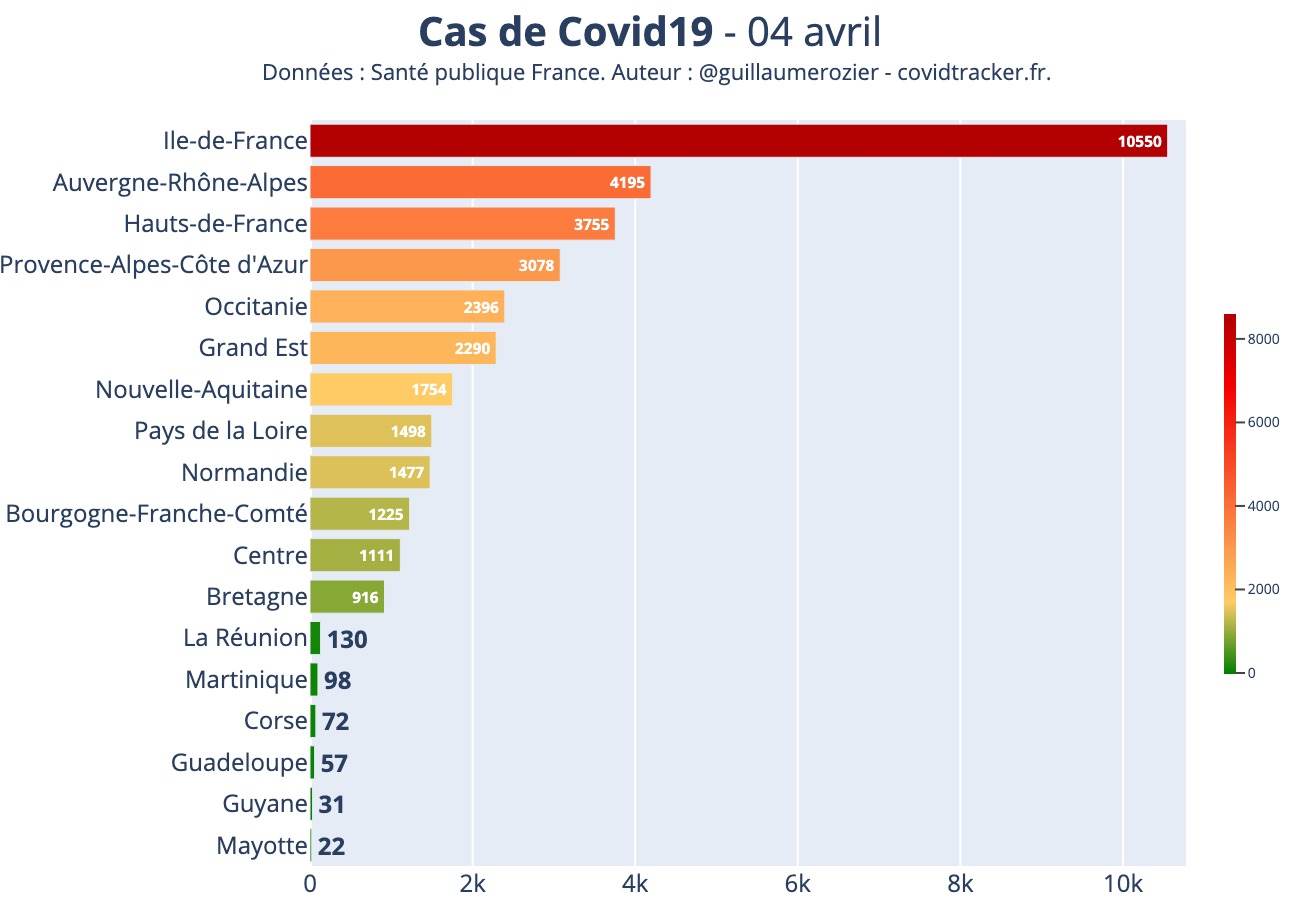 Cas de Covid19 - 04 avril
Données : Santé publique France. Auteur : @guillaumerozier - covidtracker.fr.
Ile-de-France 10550
Auvergne-Rhône-Alpes 4195
Hauts-de-France 3755
Provence-Alpes-Côte d'Azur 3078
Occitanie 2396
Grand Est 2290
Nouvelle-Aquitaine 1754
Pays de la Loire 1498
Normandie 1477
Bourgogne-Franche-Comté 1225
Centre 1111
Bretagne 916
La Réunion 130
Martinique 98
Corse 72
Guadeloupe 57
Guyane 31
Mayotte 22
0 2k 4k 6k 8k 10k
8000
6000
4000
2000
0